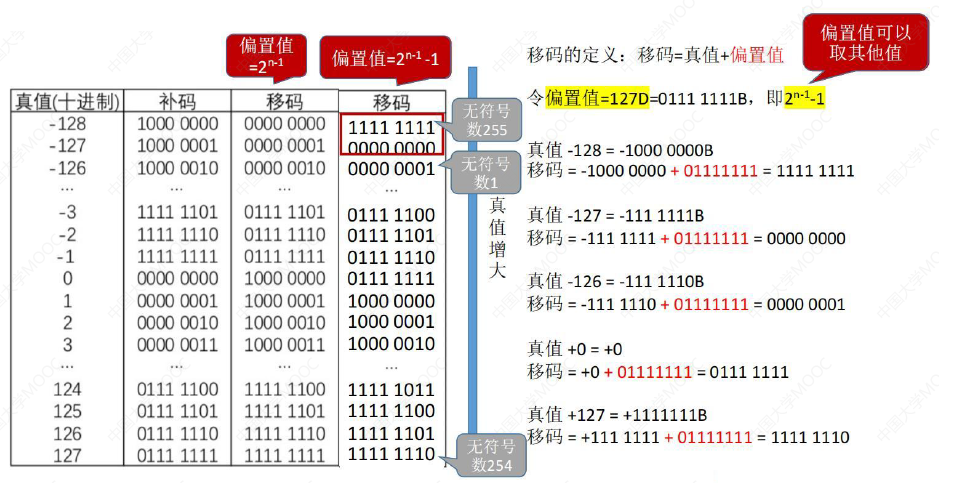 偏置值
=2ⁿ⁻¹
偏置值=2ⁿ⁻¹ -1
真值(十进制) 补码 移码 移码
-128 1000 0000 0000 0000 1111 1111
-127 1000 0001 0000 0001 0000 0000
-126 1000 0010 0000 0010 0000 0001
... ... ... ...
-3 1111 1101 0111 1101 0111 1100
-2 1111 1110 0111 1110 0111 1101
-1 1111 1111 0111 1111 0111 1110
0 0000 0000 1000 0000 0111 1111
1 0000 0001 1000 0001 1000 0000
2 0000 0010 1000 0010 1000 0001
3 0000 0011 1000 0011 1000 0010
... ... ... ...
124 0111 1100 1111 1100 1111 1011
125 0111 1101 1111 1101 1111 1100
126 0111 1110 1111 1110 1111 1101
127 0111 1111 1111 1111 1111 1110
无符号
数255
无符号
数1
无符号
数254
真
值
增
大
偏置值可以
取其他值
移码的定义：移码=真值+偏置值
令偏置值=127D=0111 1111B，即2ⁿ⁻¹-1
真值 -128 = -1000 0000B
移码 = -1000 0000 + 01111111 = 1111 1111
真值 -127 = -111 1111B
移码 = -111 1111 + 01111111 = 0000 0000
真值 -126 = -111 1110B
移码 = -111 1110 + 01111111 = 0000 0001
真值 +0 = +0
移码 = +0 + 01111111 = 0111 1111
真值 +127 = +1111111B
移码 = +111 1111 + 01111111 = 1111 1110
中国大学MOOC